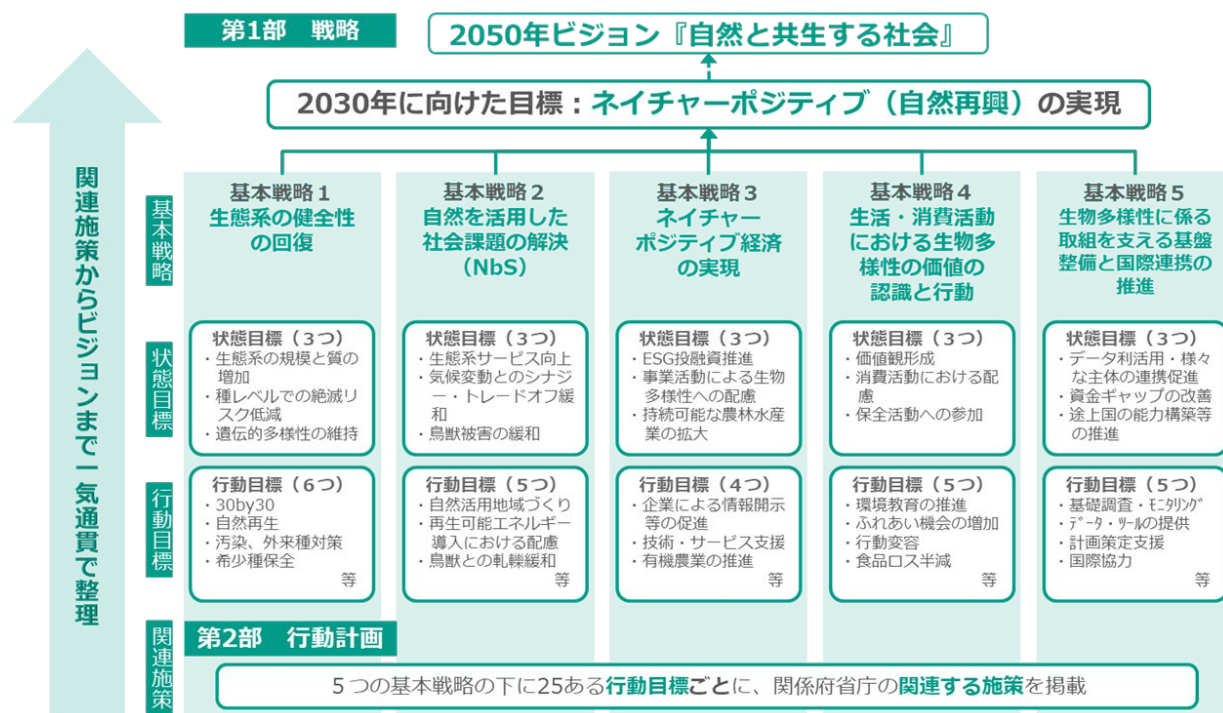 第1部 戦略
2050年ビジョン『自然と共生する社会』
2030年に向けた目標：ネイチャーポジティブ（自然再興）の実現
関連施策からビジョンまで一気通貫で整理
基本戦略
基本戦略１
生態系の健全性
の回復
基本戦略２
自然を活用した
社会課題の解決
（NbS）
基本戦略３
ネイチャー
ポジティブ経済
の実現
基本戦略４
生活・消費活動
における生物多
様性の価値の
認識と行動
基本戦略５
生物多様性に係る
取組を支える基盤
整備と国際連携の
推進
状態目標
状態目標（３つ）
・生態系の規模と質の
増加
・種レベルでの絶滅リ
スク低減
・遺伝的多様性の維持
状態目標（３つ）
・生態系サービス向上
・気候変動とのシナジ
ー・トレードオフ緩
和
・鳥獣被害の緩和
状態目標（３つ）
・ESG投融資推進
・事業活動による生物
多様性への配慮
・持続可能な農林水産
業の拡大
状態目標（３つ）
・価値観形成
・消費活動における配
慮
・保全活動への参加
状態目標（３つ）
・データ利活用・様々
な主体の連携促進
・資金ギャップの改善
・途上国の能力構築等
の推進
行動目標
行動目標（６つ）
・30by30
・自然再生
・汚染、外来種対策
・希少種保全
等
行動目標（５つ）
・自然活用地域づくり
・再生可能エネルギー
導入における配慮
・鳥獣との軋轢緩和
等
行動目標（４つ）
・企業による情報開示
等の促進
・技術・サービス支援
・有機農業の推進
等
行動目標（５つ）
・環境教育の推進
・ふれあい機会の増加
・行動変容
・食品ロス半減
等
行動目標（５つ）
・基礎調査・ﾓﾆﾀﾘﾝｸﾞ
・ﾃﾞｰﾀ・ﾂｰﾙの提供
・計画策定支援
・国際協力
等
関連施策
第2部 行動計画
５つの基本戦略の下に25ある行動目標ごとに、関係府省庁の関連する施策を掲載